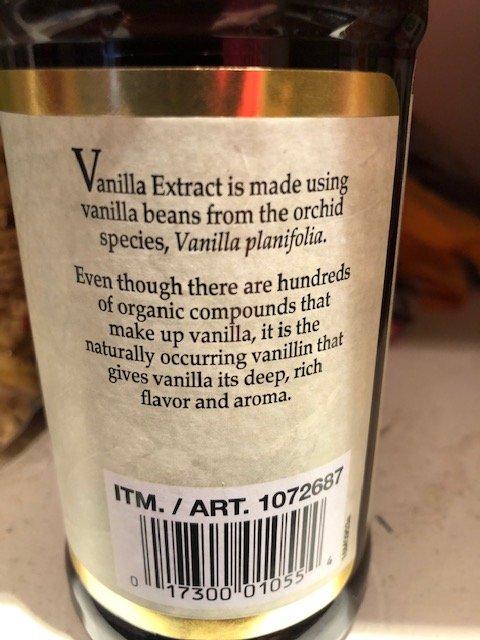 Vanilla Extract is made using
vanilla beans from the orchid
species, Vanilla planifolia.
Even though there are hundreds
of organic compounds that
make up vanilla, it is the
naturally occurring vanillin that
gives vanilla its deep, rich
flavor and aroma.
ITM. / ART. 1072687
0 17300 01055 4